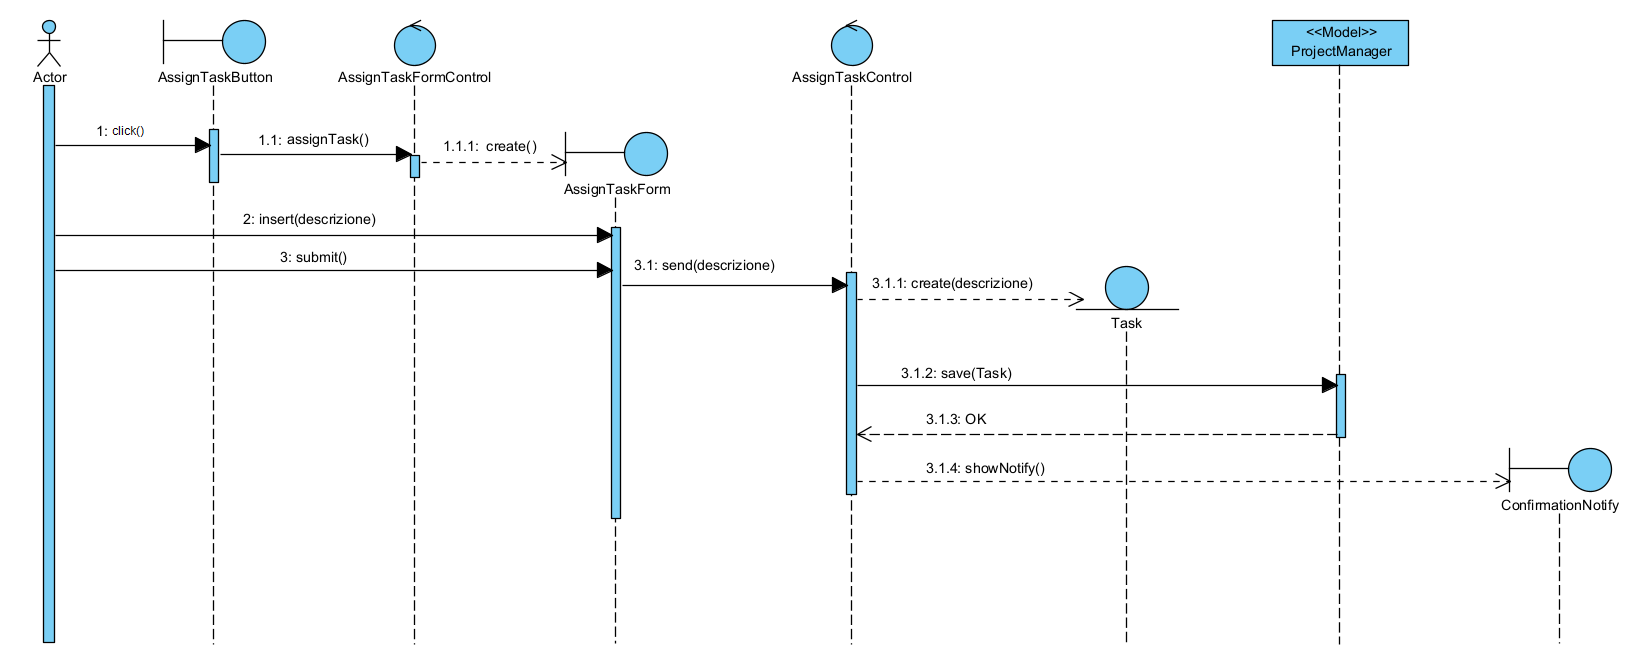 <<Model>>
ProjectManager
Actor
AssignTaskButton
AssignTaskFormControl
AssignTaskControl
1: click()
1.1: assignTask()
1.1.1: create()
AssignTaskForm
2: insert(descrizione)
3: submit()
3.1: send(descrizione)
3.1.1: create(descrizione)
Task
3.1.2: save(Task)
3.1.3: OK
3.1.4: showNotify()
ConfirmationNotify